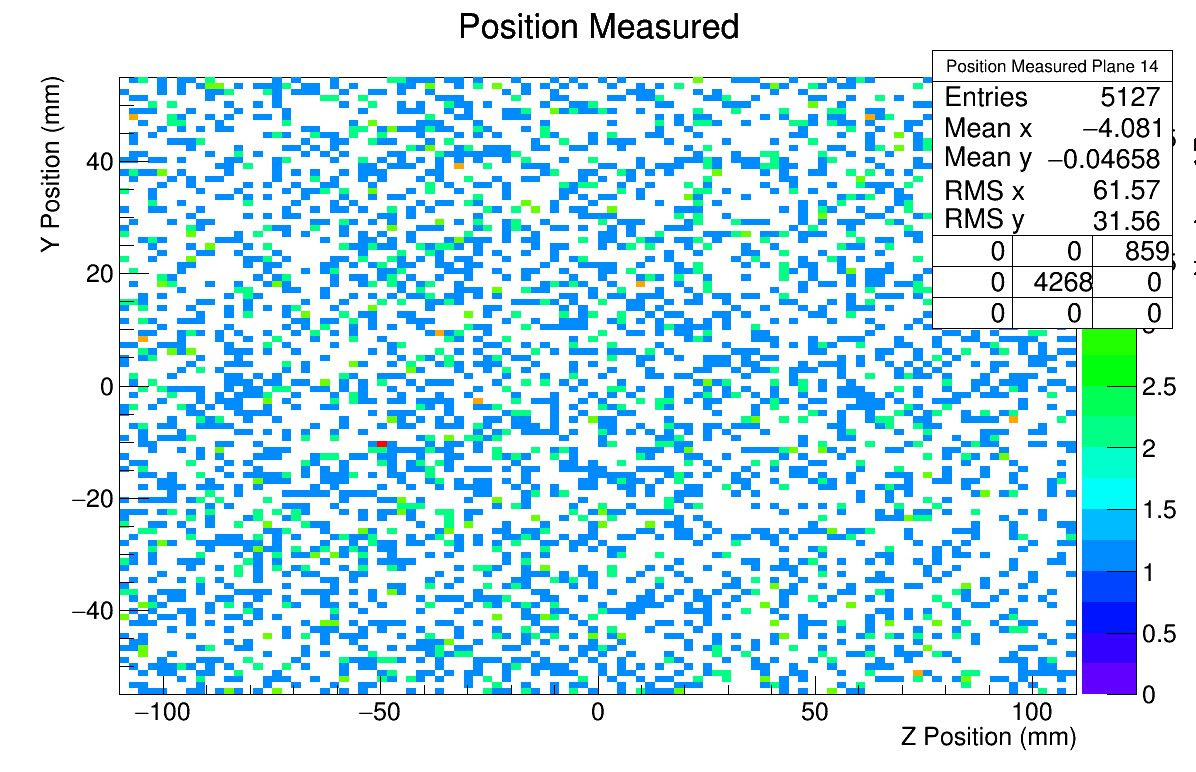 Position Measured
Position Measured Plane 14
Entries 5127
Mean x −4.081
Mean y −0.04658
RMS x 61.57
RMS y 31.56
0 0 859
0 4268 0
0 0 0
Y Position (mm)
40
20
0
−20
−40
−100 −50 0 50 100
Z Position (mm)
2.5
2
1.5
1
0.5
0